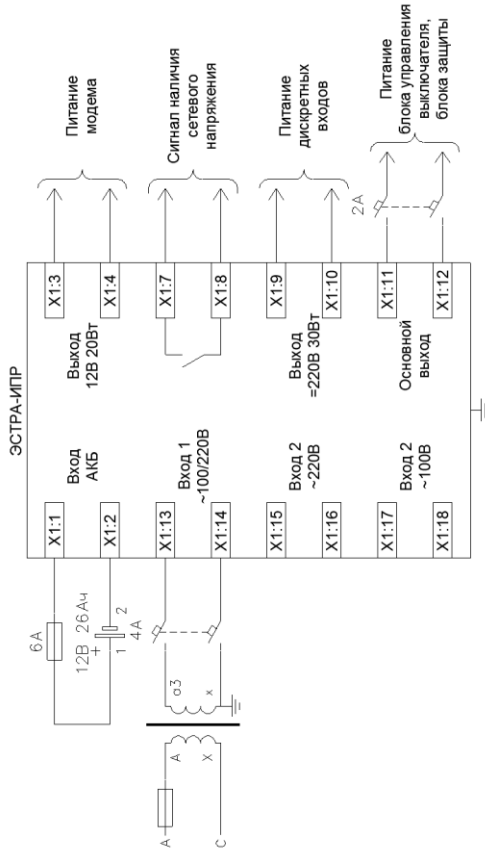 ЭСТРА-ИПР
6А
12В 26Ач
+
1
2
X1:1
X1:2
Вход
АКБ
Выход
12В 20Вт
X1:3
X1:4
Питание
модема
А
С
А
Х
а3
х
4А
X1:13
X1:14
Вход 1
~100/220В
X1:7
X1:8
Сигнал наличия
сетевого
напряжения
X1:15
X1:16
Вход 2
~220В
Выход
=220В 30Вт
X1:9
X1:10
Питание
дискретных
входов
X1:17
X1:18
Вход 2
~100В
Основной
выход
X1:11
X1:12
2А
Питание
блока управления
выключателя,
блока защиты